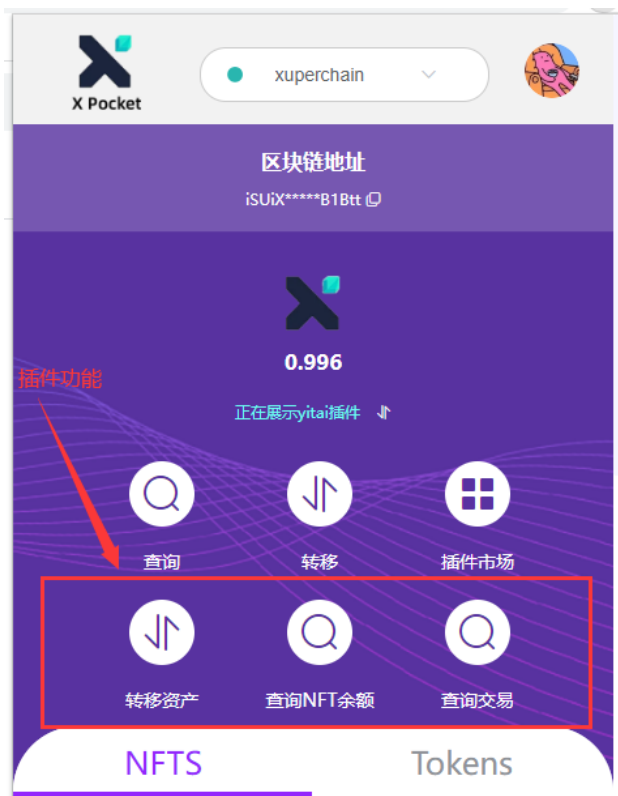 X Pocket
xuperchain
区块链地址
iSUiX*****B1Btt
0.996
插件功能
正在展示yitai插件
查询 转移 插件市场
转移资产 查询NFT余额 查询交易
NFTS Tokens